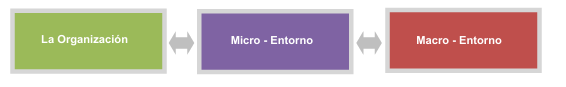 La Organización
Micro - Entorno
Macro - Entorno